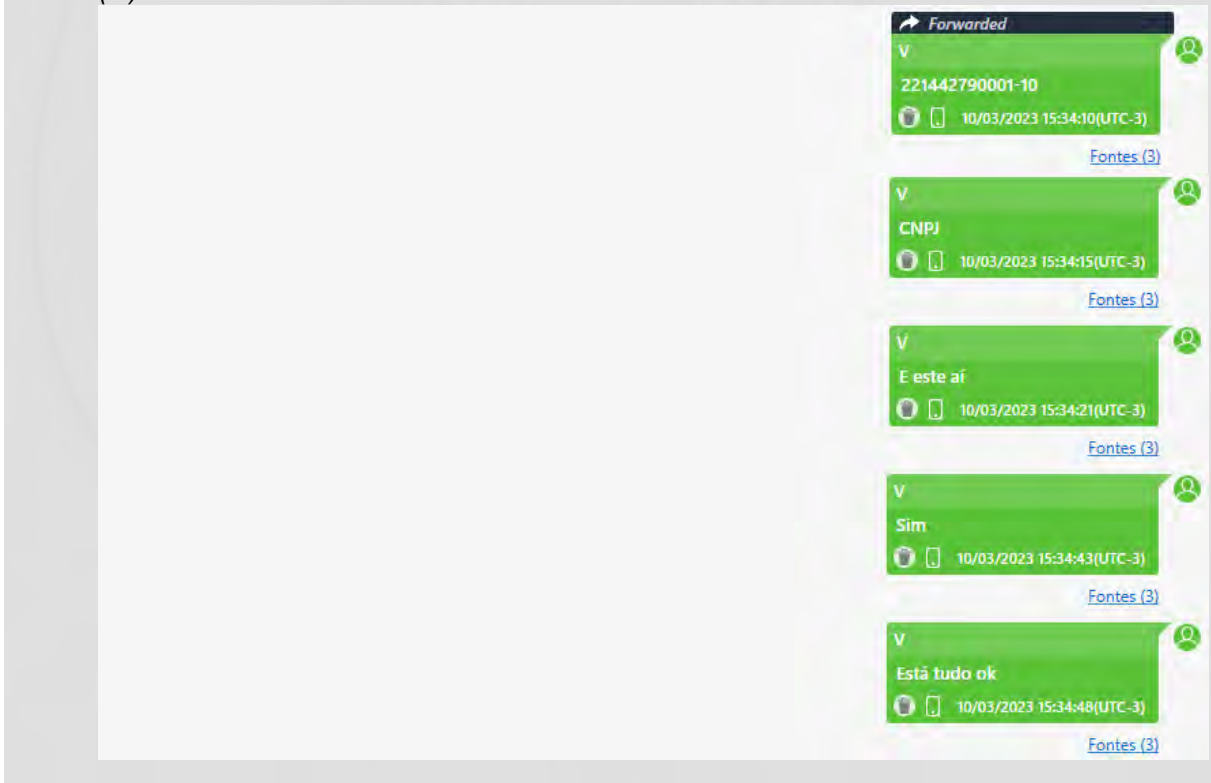 Forwarded
V
221442790001-10
10/03/2023 15:34:10(UTC-3)
Fontes (3)
V
CNPJ
10/03/2023 15:34:15(UTC-3)
Fontes (3)
V
E este aí
10/03/2023 15:34:21(UTC-3)
Fontes (3)
V
Sim
10/03/2023 15:34:43(UTC-3)
Fontes (3)
V
Está tudo ok
10/03/2023 15:34:48(UTC-3)
Fontes (3)